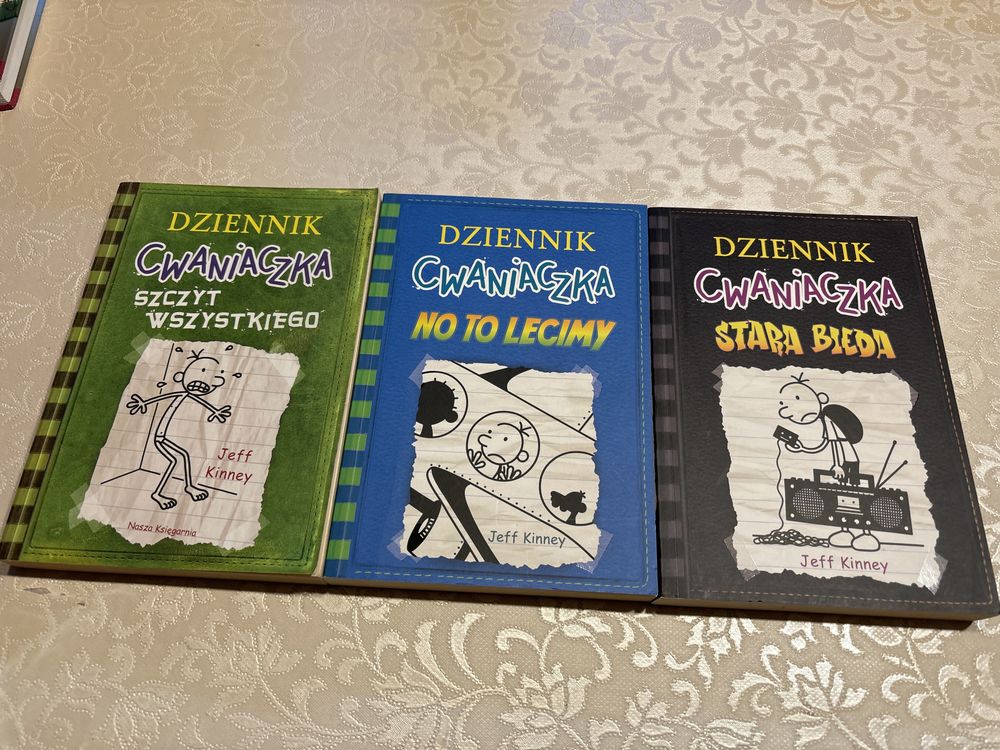 DZIENNIK
CWANIACZKA
SZCZYT
WSZYSTKIEGO
Jeff
Kinney
Nasza Księgarnia
DZIENNIK
CWANIACZKA
NO TO LECIMY
Jeff Kinney
DZIENNIK
CWANIACZKA
STARA BIEDA
Jeff Kinney